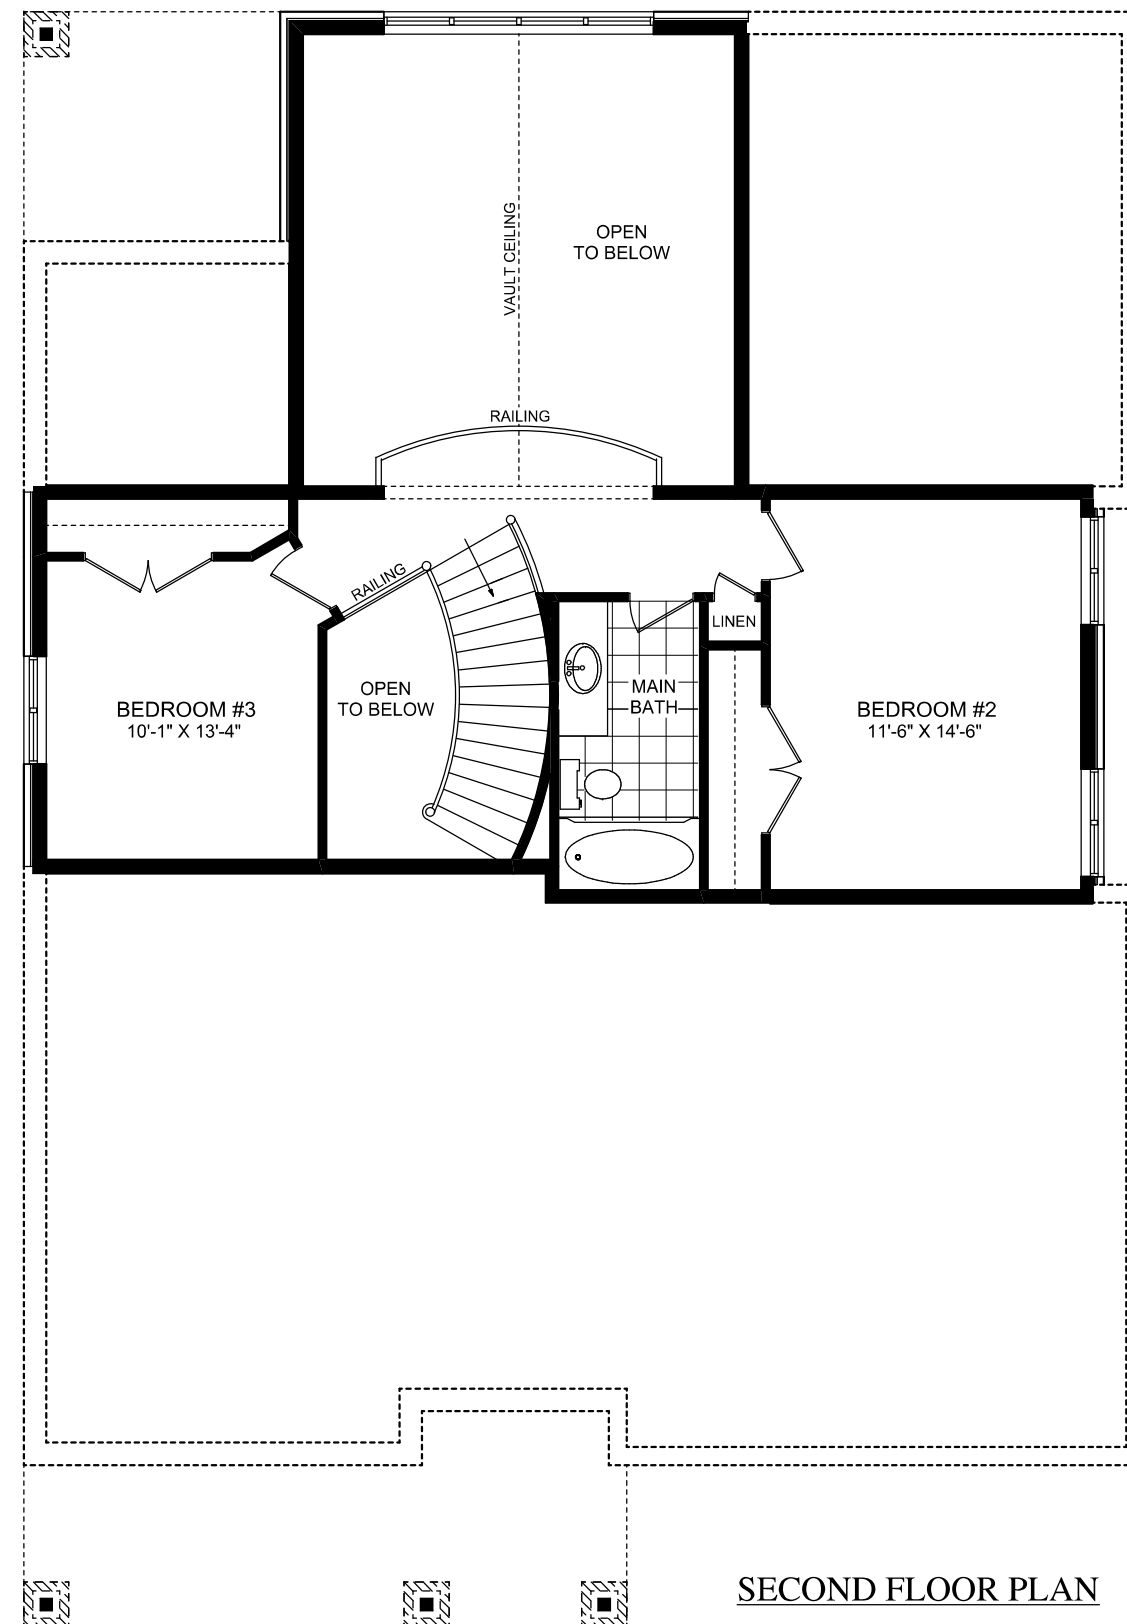 VAULT CEILING
OPEN
TO BELOW
RAILING
RAILING
LINEN
OPEN
TO BELOW
MAIN
BATH
BEDROOM #3
10'-1" X 13'-4"
BEDROOM #2
11'-6" X 14'-6"
SECOND FLOOR PLAN